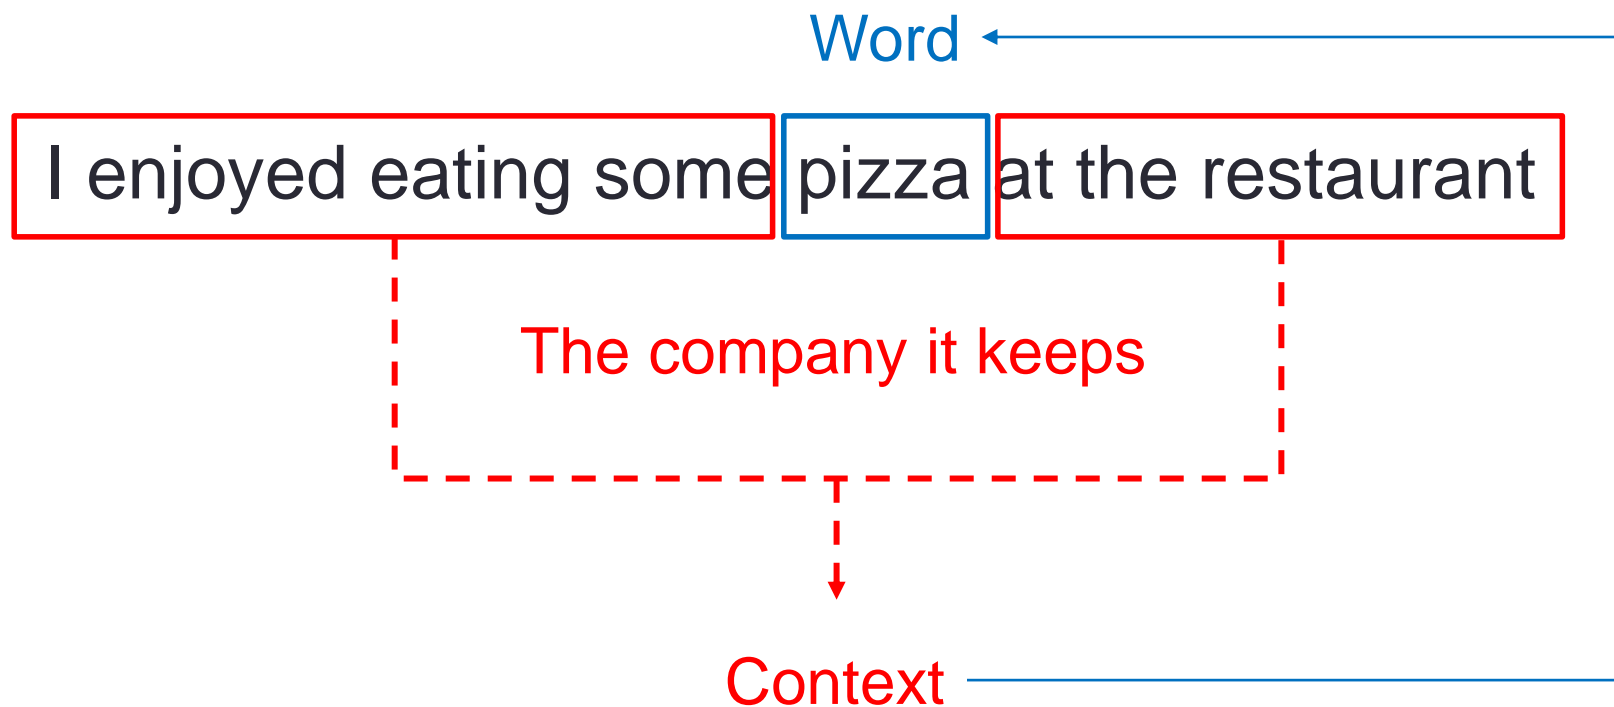 Word
I enjoyed eating some pizza at the restaurant
The company it keeps
Context